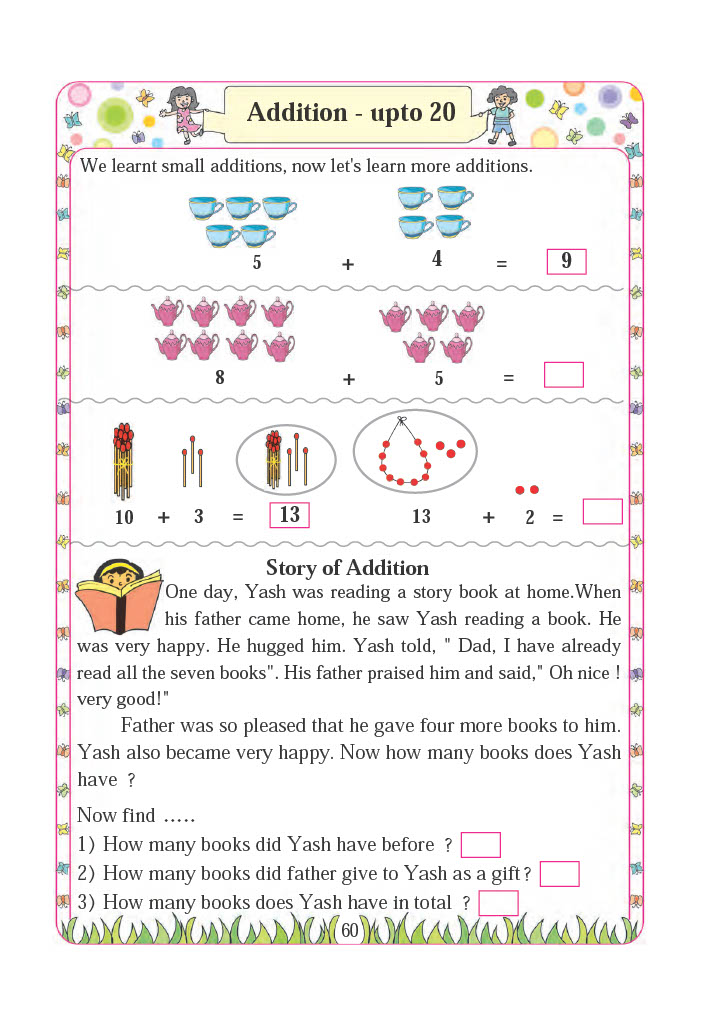 Addition - upto 20
We learnt small additions, now let's learn more additions.
5 + 4 = 9
8 + 5 =
10 + 3 = 13 13 + 2 =
Story of Addition
One day, Yash was reading a story book at home.When
his father came home, he saw Yash reading a book. He
was very happy. He hugged him. Yash told, " Dad, I have already
read all the seven books". His father praised him and said," Oh nice !
very good!"
Father was so pleased that he gave four more books to him.
Yash also became very happy. Now how many books does Yash
have ?
Now find .....
1) How many books did Yash have before ?
2) How many books did father give to Yash as a gift?
3) How many books does Yash have in total ?
60